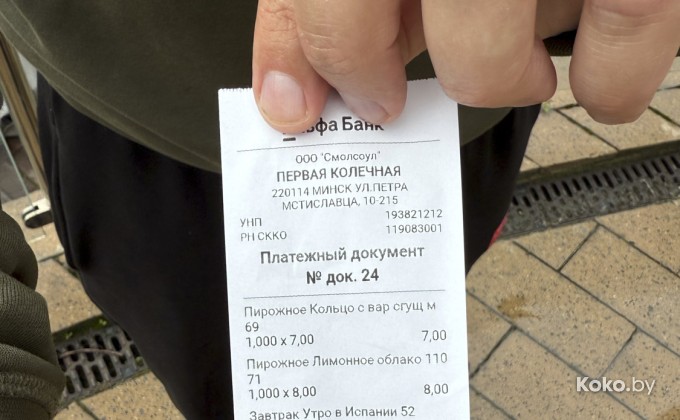 ьфа Банк
ООО "Смолсоул"
ПЕРВАЯ КОЛЕЧНАЯ
220114 МИНСК УЛ.ПЕТРА
МСТИСЛАВЦА, 10-215
УНП 193821212
РН СККО 119083001
Платежный документ
№ док. 24
Пирожное Кольцо с вар сгущ м
69
1,000 x 7,00 7,00
Пирожное Лимонное облако 110
71
1,000 x 8,00 8,00
Завтрак Утро в Испании 52
Koko.by